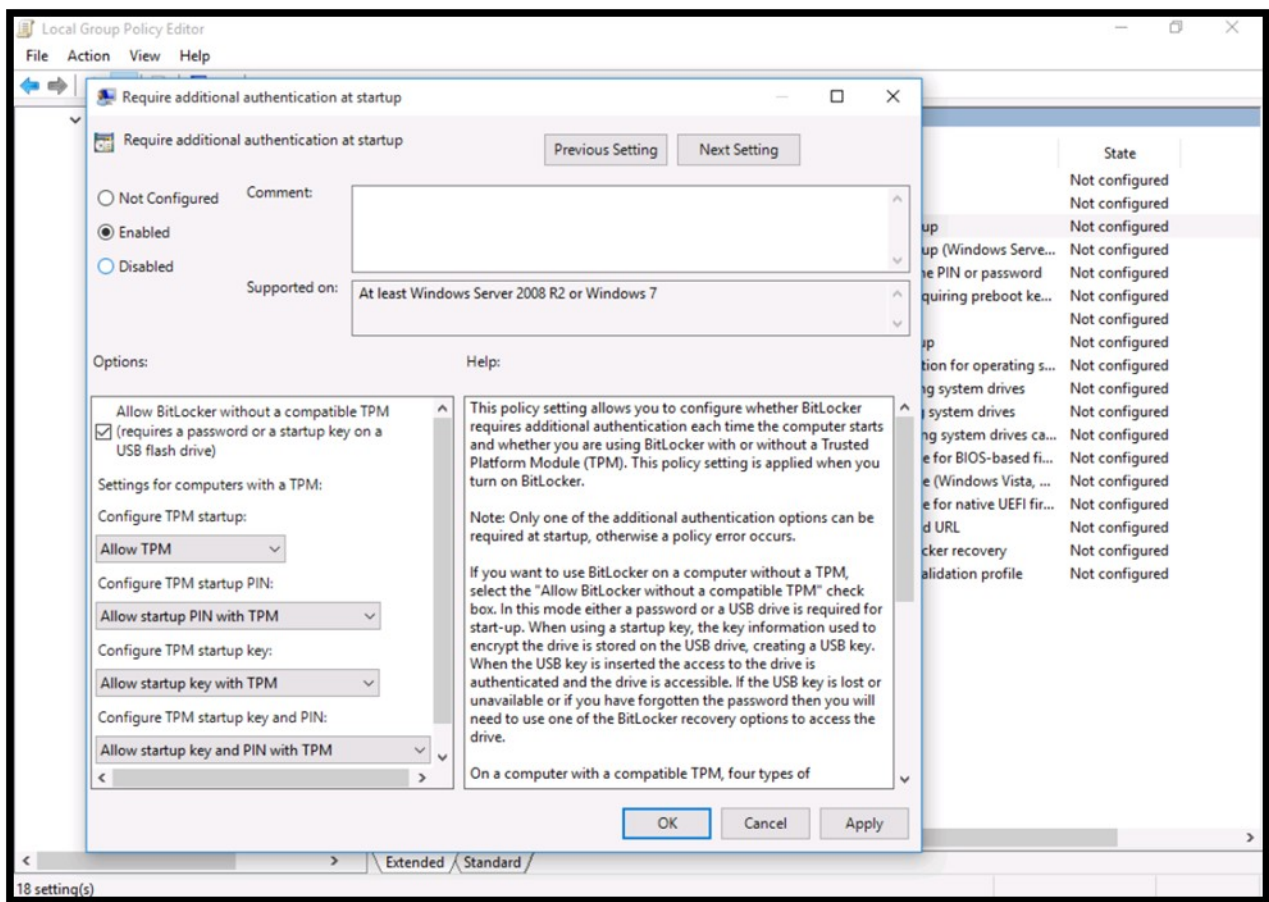 Local Group Policy Editor
File Action View Help
Require additional authentication at startup
Require additional authentication at startup
Previous Setting Next Setting
Not Configured
Comment:
Enabled
Disabled
Supported on:
At least Windows Server 2008 R2 or Windows 7
Options:
Help:
Allow BitLocker without a compatible TPM
(requires a password or a startup key on a
USB flash drive)
Settings for computers with a TPM:
Configure TPM startup:
Allow TPM
Configure TPM startup PIN:
Allow startup PIN with TPM
Configure TPM startup key:
Allow startup key with TPM
Configure TPM startup key and PIN:
Allow startup key and PIN with TPM
This policy setting allows you to configure whether BitLocker
requires additional authentication each time the computer starts
and whether you are using BitLocker with or without a Trusted
Platform Module (TPM). This policy setting is applied when you
turn on BitLocker.
Note: Only one of the additional authentication options can be
required at startup, otherwise a policy error occurs.
If you want to use BitLocker on a computer without a TPM,
select the "Allow BitLocker without a compatible TPM" check
box. In this mode either a password or a USB drive is required for
start-up. When using a startup key, the key information used to
encrypt the drive is stored on the USB drive, creating a USB key.
When the USB key is inserted the access to the drive is
authenticated and the drive is accessible. If the USB key is lost or
unavailable or if you have forgotten the password then you will
need to use one of the BitLocker recovery options to access the
drive.
On a computer with a compatible TPM, four types of
OK Cancel Apply
State
Not configured
Not configured
up Not configured
up (Windows Serve... Not configured
PIN or password Not configured
quiring preboot ke... Not configured
Not configured
up Not configured
tion for operating s... Not configured
ng system drives Not configured
system drives Not configured
ng system drives ca... Not configured
e for BIOS-based fi... Not configured
e (Windows Vista, ... Not configured
e for native UEFI fir... Not configured
d URL Not configured
cker recovery Not configured
alidation profile Not configured
Extended Standard
18 setting(s)